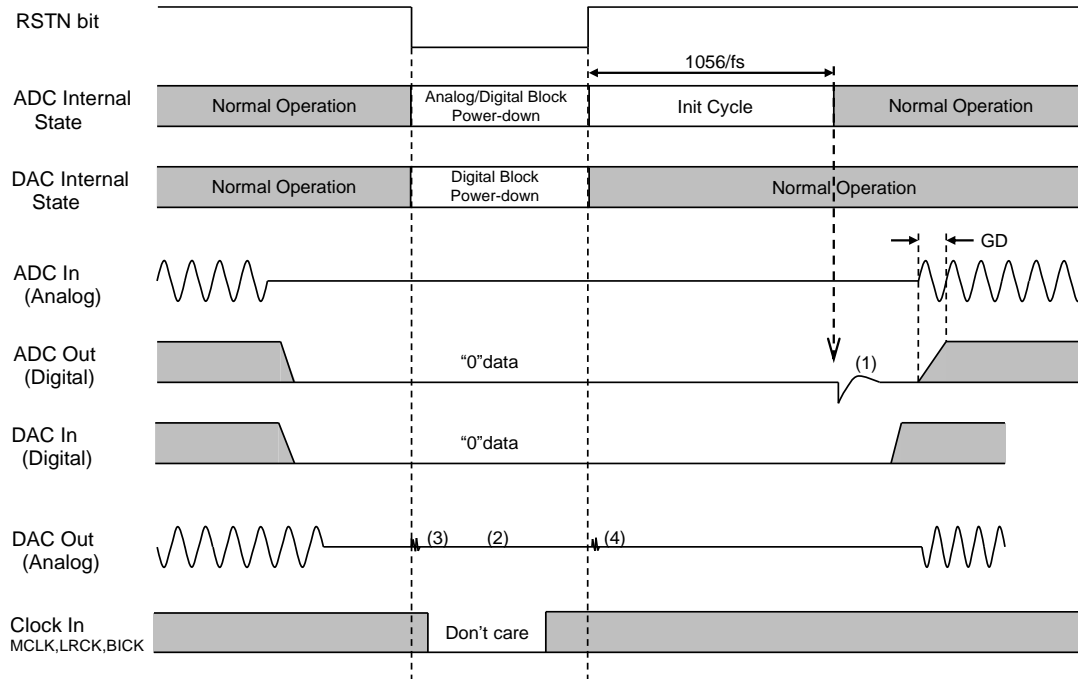 RSTN bit
1056/fs
ADC Internal
State
Normal Operation
Analog/Digital Block
Power-down
Init Cycle
Normal Operation
DAC Internal
State
Normal Operation
Digital Block
Power-down
Normal Operation
GD
ADC In
(Analog)
ADC Out
(Digital)
“0”data
(1)
DAC In
(Digital)
“0”data
DAC Out
(Analog)
(3)
(2)
(4)
Clock In
MCLK,LRCK,BICK
Don’t care